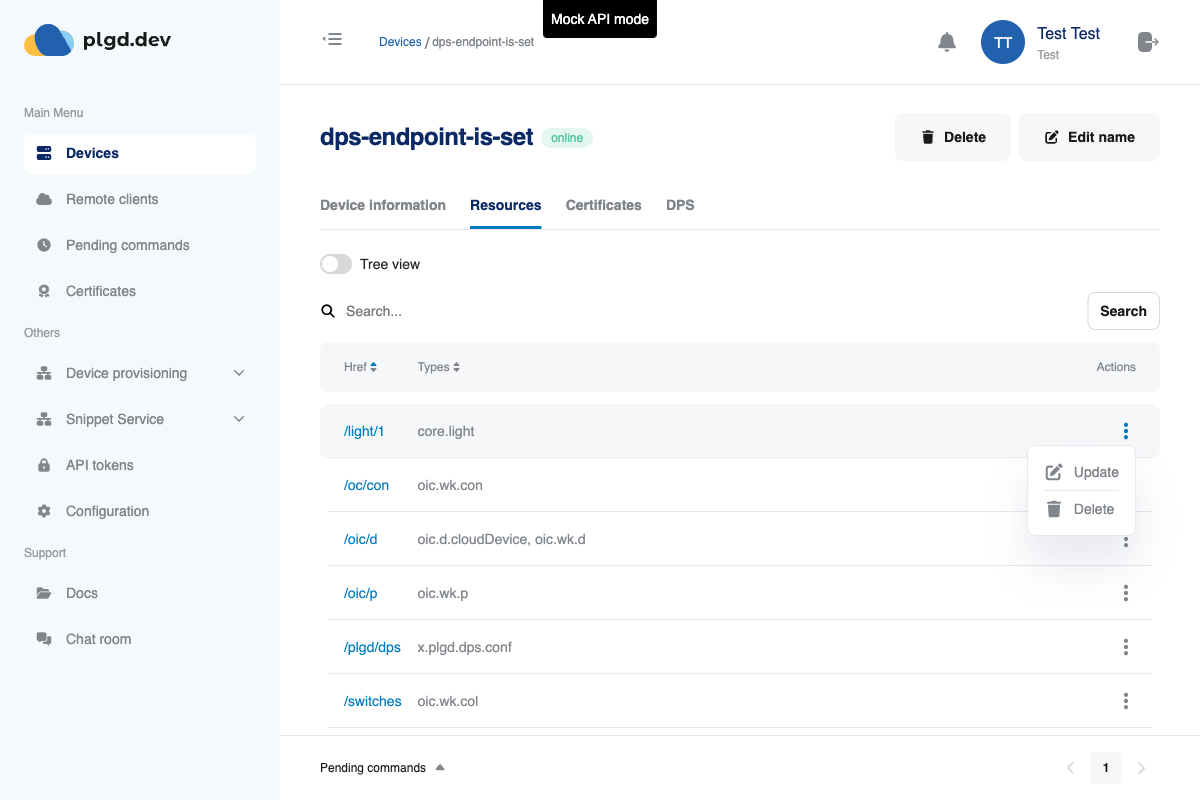 plgd.dev
Main Menu
Devices
Remote clients
Pending commands
Certificates
Others
Device provisioning
Snippet Service
API tokens
Configuration
Support
Docs
Chat room
Mock API mode
Devices / dps-endpoint-is-set
TT
Test Test
Test
dps-endpoint-is-set online
Delete
Edit name
Device information Resources Certificates DPS
Tree view
Search...
Search
Href Types Actions
/light/1 core.light
Update
Delete
/oc/con oic.wk.con
/oic/d oic.d.cloudDevice, oic.wk.d
/oic/p oic.wk.p
/plgd/dps x.plgd.dps.conf
/switches oic.wk.col
Pending commands
1